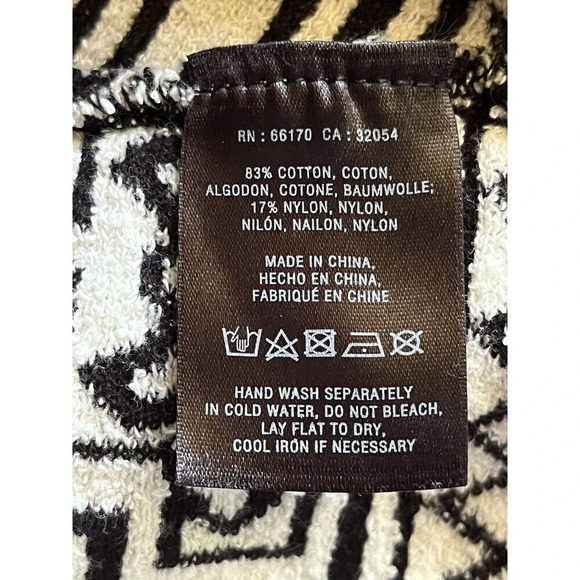 RN : 66170 CA : 32054
83% COTTON, COTON,
ALGODON, COTONE, BAUMWOLLE;
17% NYLON, NYLON,
NILÓN, NAILON, NYLON
MADE IN CHINA,
HECHO EN CHINA,
FABRIQUÉ EN CHINE
HAND WASH SEPARATELY
IN COLD WATER, DO NOT BLEACH,
LAY FLAT TO DRY,
COOL IRON IF NECESSARY